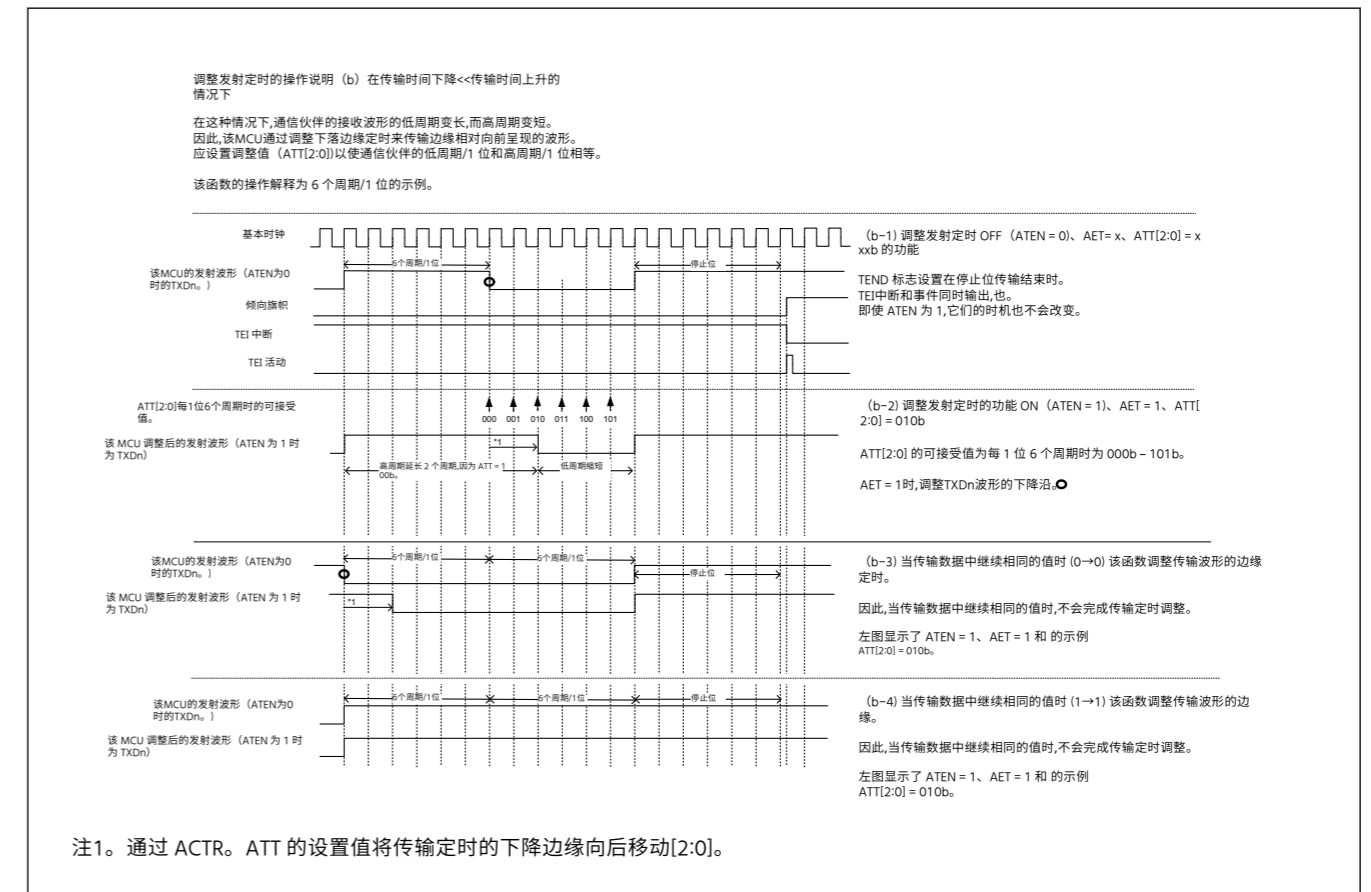 调整发射定时的操作说明（b）在传输时间下降<<传输时间上升的
情况下
在这种情况下,通信伙伴的接收波形的低周期变长,而高周期变短。
因此,该MCU通过调整下落边缘定时来传输边缘相对向前呈现的波形。
应设置调整值（ATT[2:0])以使通信伙伴的低周期/1 位和高周期/1 位相等。
该函数的操作解释为 6 个周期/1 位的示例。
基本时钟
（b−1) 调整发射定时 OFF（ATEN = 0)、AET= x、ATT[2:0] = x
xxb 的功能
6个周期/1位
停止位
该MCU的发射波形（ATEN为0
时的TXDn。)
TEND 标志设置在停止位传输结束时。
TEI中断和事件同时输出,也。
即使 ATEN 为 1,它们的时机也不会改变。
倾向旗帜
TEI 中断
TEI 活动
ATT[2:0]每1位6个周期时的可接受
值。
000 001 010 011 100 101
（b−2) 调整发射定时的功能 ON（ATEN = 1)、AET = 1、ATT[
2:0] = 010b
该 MCU 调整后的发射波形（ATEN 为 1 时
为 TXDn）
*1
高周期延长 2 个周期,因为 ATT = 1
00b。
低周期缩短
ATT[2:0] 的可接受值为每 1 位 6 个周期时为 000b – 101b。
AET = 1时,调整TXDn波形的下降沿。
该MCU的发射波形（ATEN为0
时的TXDn。)
6个周期/1位
6个周期/1位
停止位
（b−3) 当传输数据中继续相同的值时 (0→0) 该函数调整传输波形的边缘
定时。
该 MCU 调整后的发射波形（ATEN 为 1 时
为 TXDn）
*1
因此,当传输数据中继续相同的值时,不会完成传输定时调整。
左图显示了 ATEN = 1、AET = 1 和 的示例
ATT[2:0] = 010b。
该MCU的发射波形（ATEN为0
时的TXDn。)
6个周期/1位
6个周期/1位
停止位
（b−4) 当传输数据中继续相同的值时 (1→1) 该函数调整传输波形的边
缘。
该 MCU 调整后的发射波形（ATEN 为 1 时
为 TXDn）
因此,当传输数据中继续相同的值时,不会完成传输定时调整。
左图显示了 ATEN = 1、AET = 1 和 的示例
ATT[2:0] = 010b。
注1。通过 ACTR。ATT 的设置值将传输定时的下降边缘向后移动[2:0]。